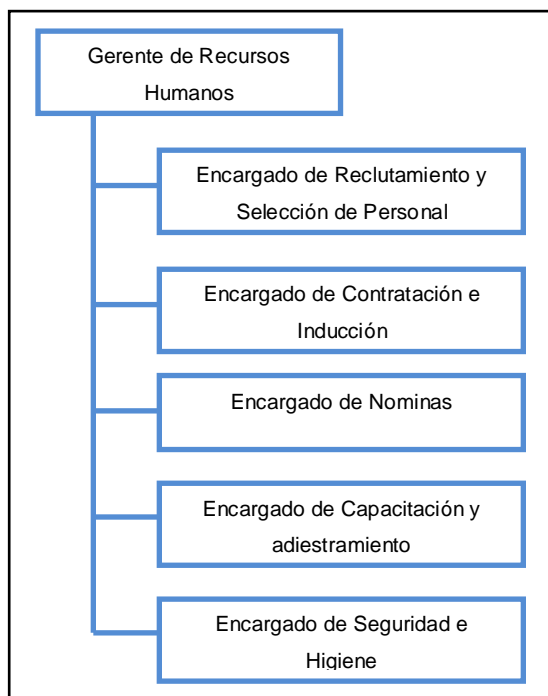 Gerente de Recursos
Humanos
Encargado de Reclutamiento y
Selección de Personal
Encargado de Contratación e
Inducción
Encargado de Nominas
Encargado de Capacitación y
adiestramiento
Encargado de Seguridad e
Higiene